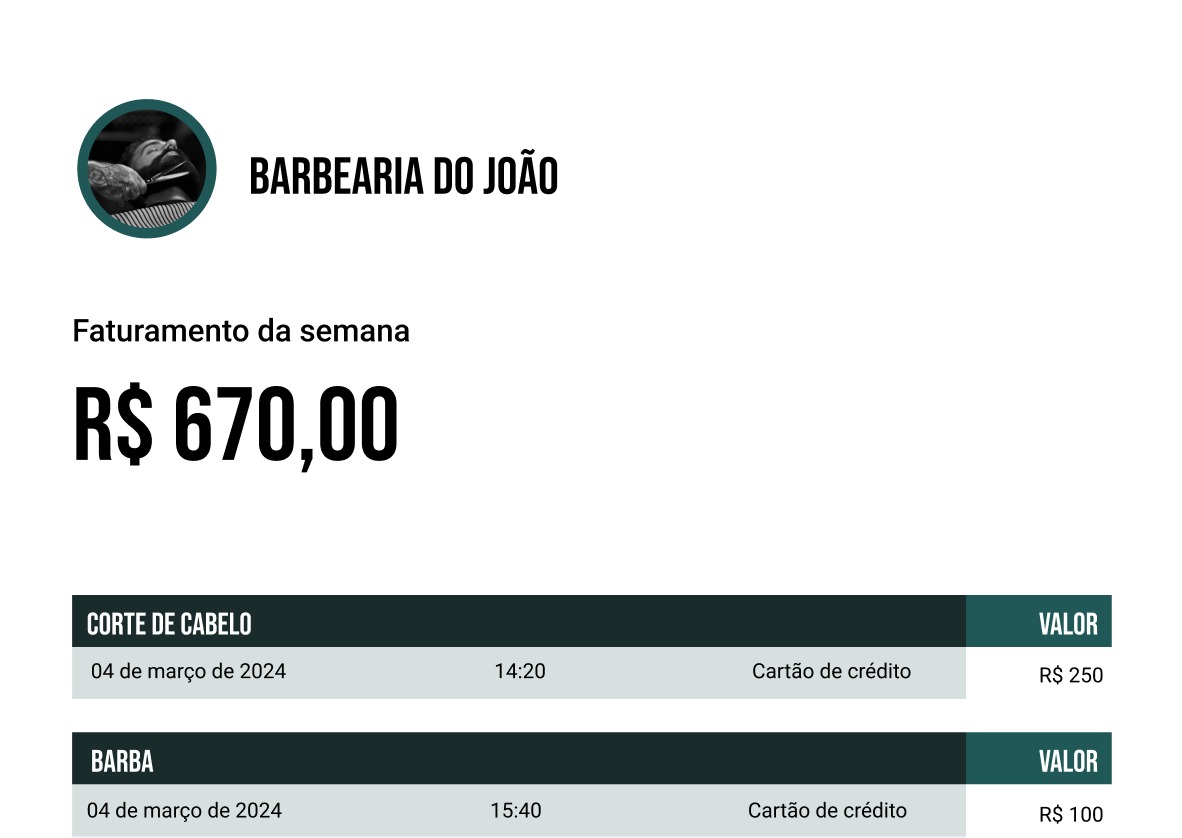 BARBEARIA DO JOÃO
Faturamento da semana
R$ 670,00
CORTE DE CABELO VALOR
04 de março de 2024 14:20 Cartão de crédito R$ 250
BARBA VALOR
04 de março de 2024 15:40 Cartão de crédito R$ 100